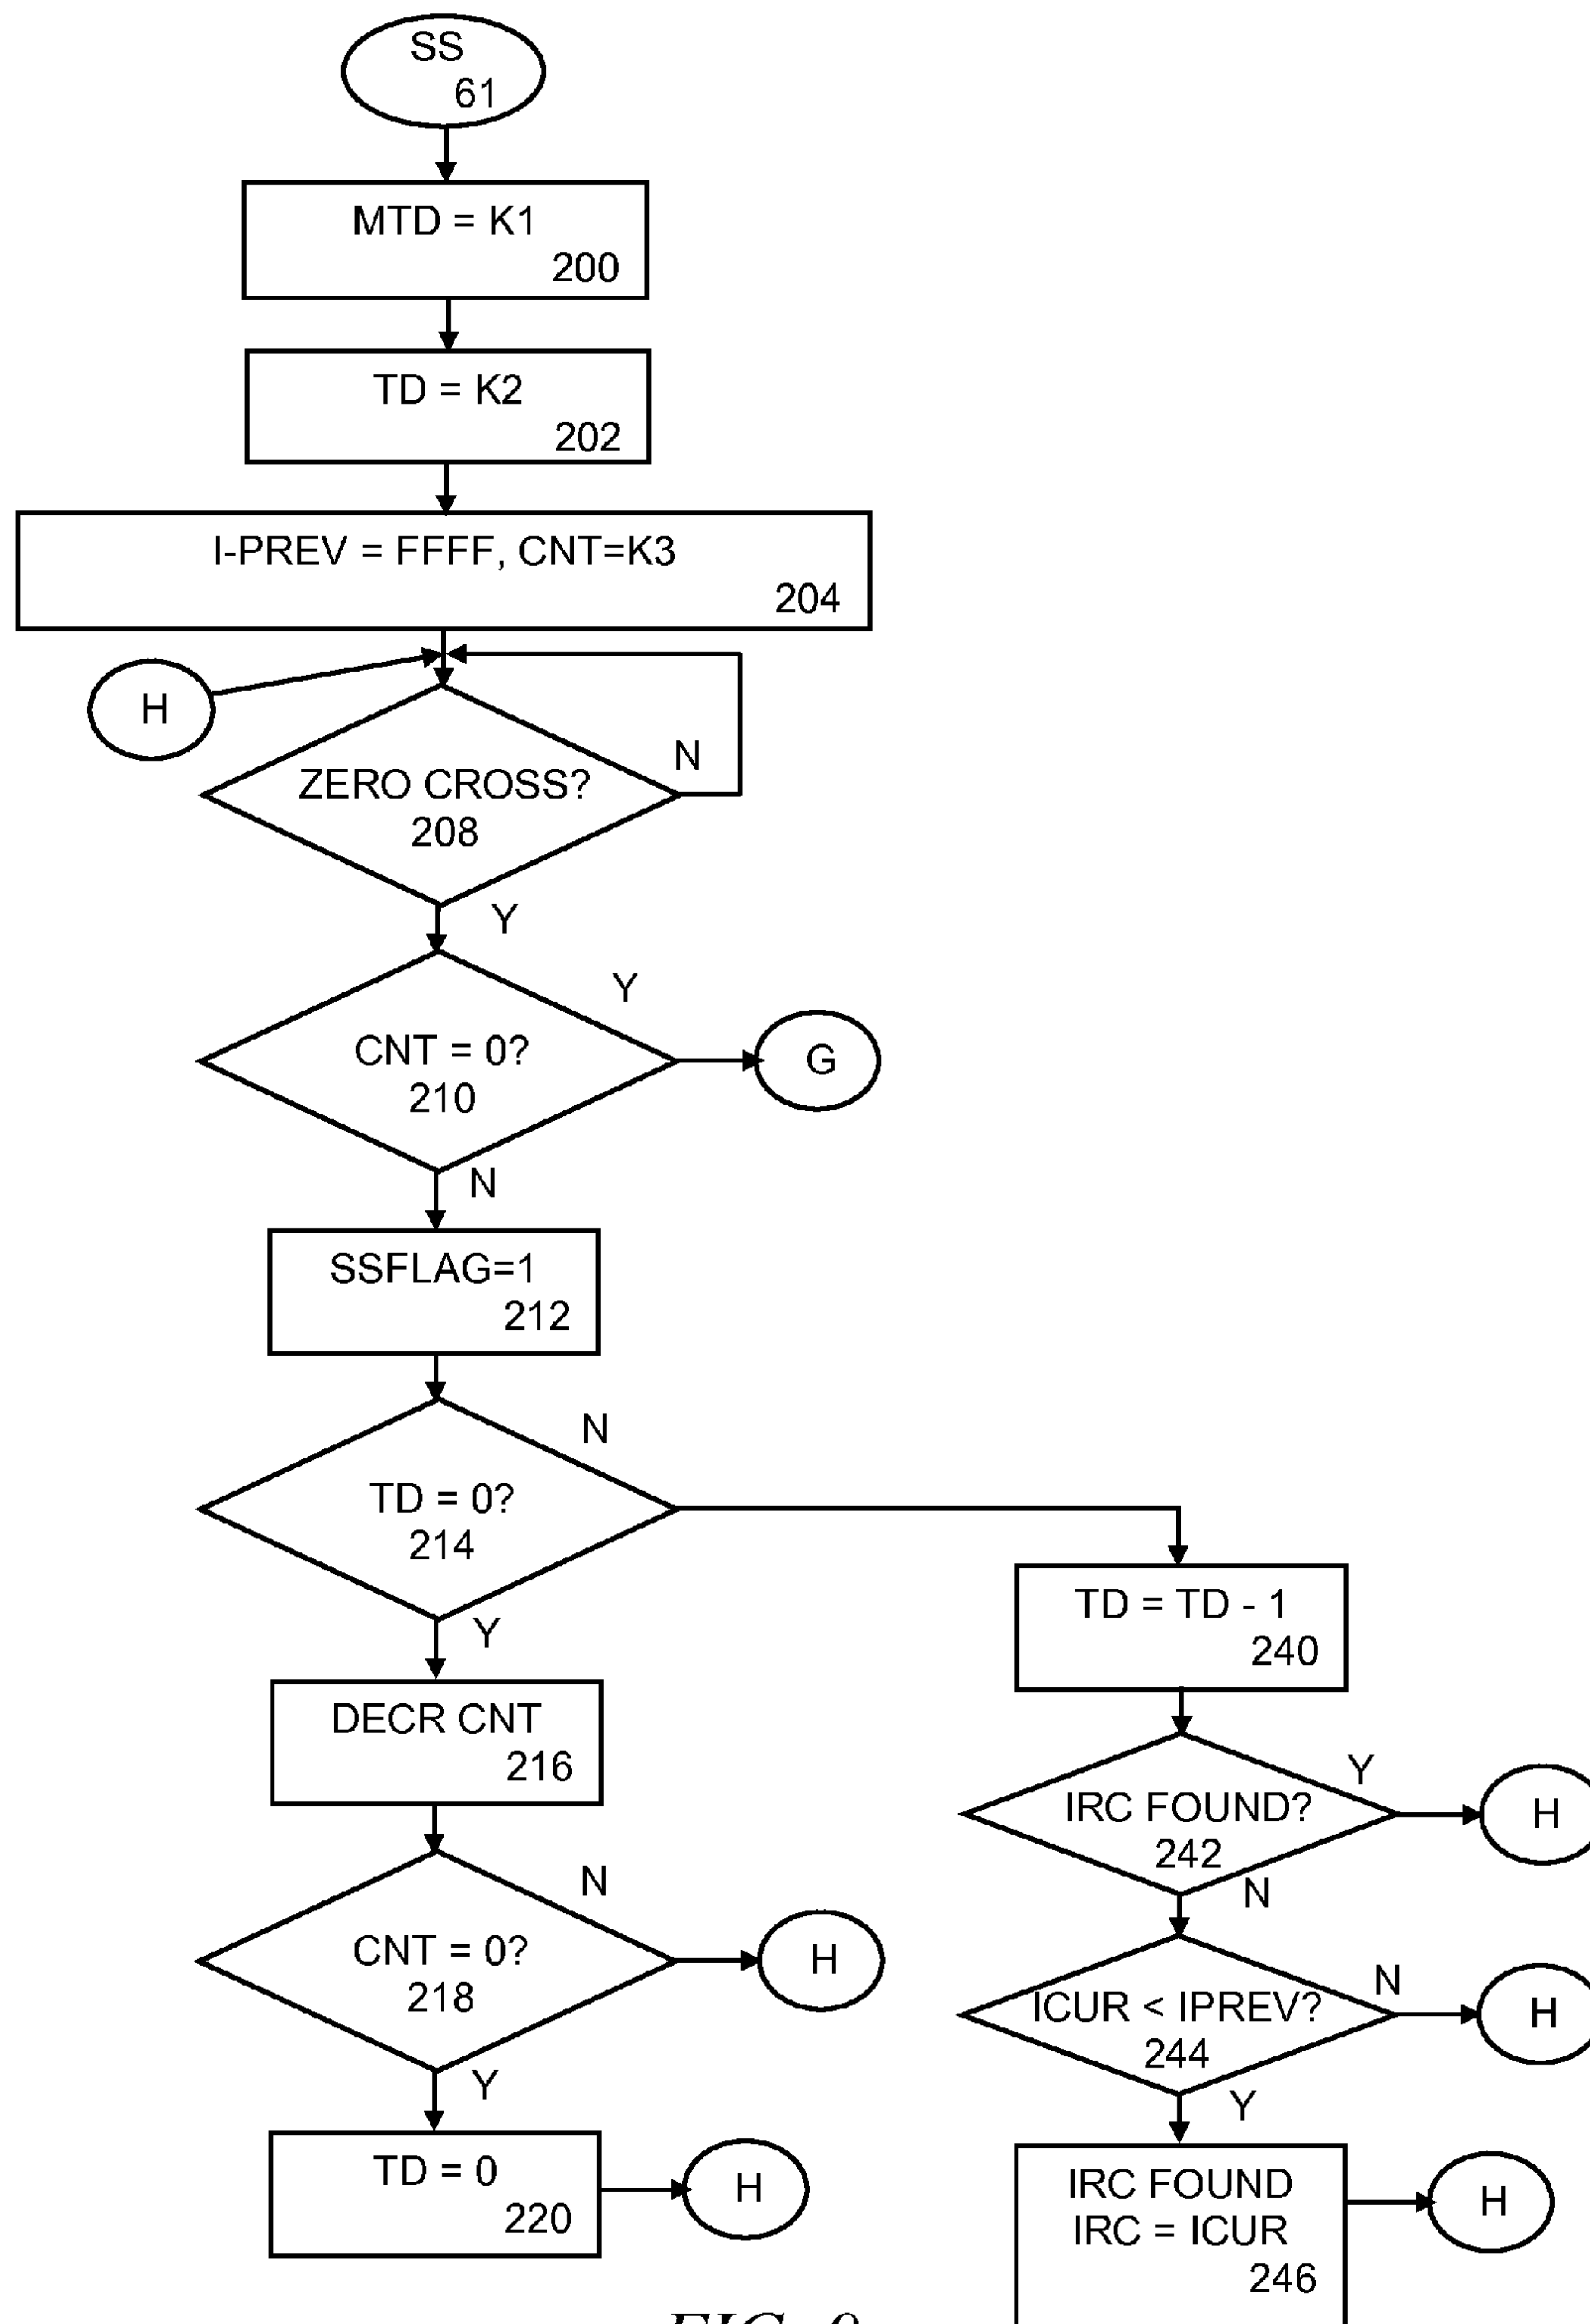 SS
61
MTD = K1
200
TD = K2
202
I-PREV = FFFF, CNT=K3
204
H
N
ZERO CROSS?
208
Y
Y
CNT = 0?
210
G
N
SSFLAG=1
212
N
TD = 0?
214
Y
TD = TD - 1
240
DECR CNT
216
Y
IRC FOUND?
242
H
N
N
CNT = 0?
218
H
N
ICUR < IPREV?
244
H
Y
Y
TD = 0
220
H
IRC FOUND
IRC = ICUR
246
H